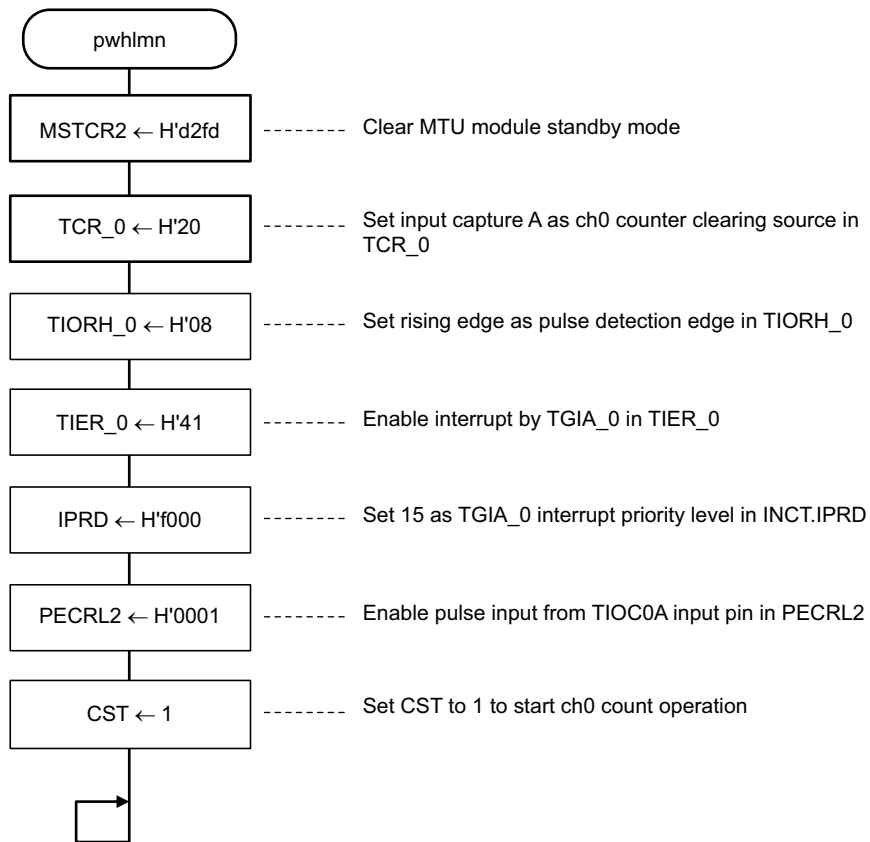 pwhlmn
MSTCR2 ← H'd2fd
Clear MTU module standby mode
TCR_0 ← H'20
Set input capture A as ch0 counter clearing source in
TCR_0
TIORH_0 ← H'08
Set rising edge as pulse detection edge in TIORH_0
TIER_0 ← H'41
Enable interrupt by TGIA_0 in TIER_0
IPRD ← H'f000
Set 15 as TGIA_0 interrupt priority level in INCT.IPRD
PECRL2 ← H'0001
Enable pulse input from TIOC0A input pin in PECRL2
CST ← 1
Set CST to 1 to start ch0 count operation